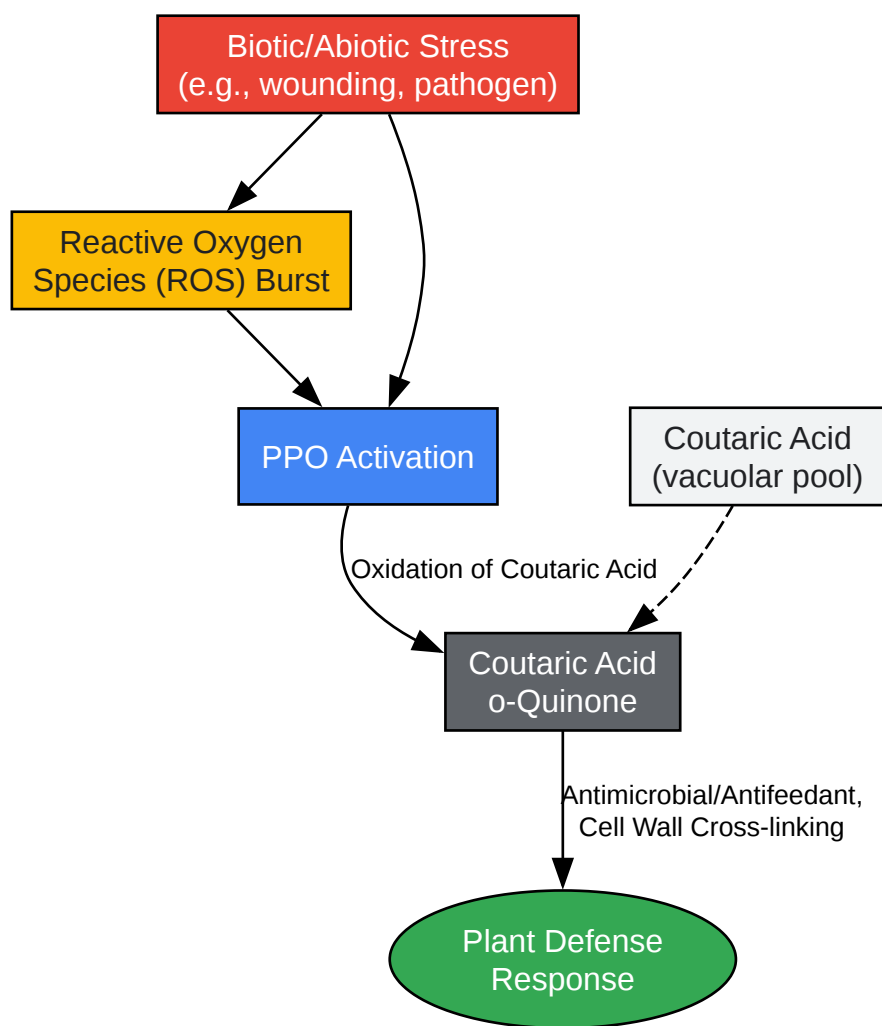 Biotic/Abiotic Stress
(e.g., wounding, pathogen)
Reactive Oxygen
Species (ROS) Burst
PPO Activation
Coutaric Acid
(vacuolar pool)
Oxidation of Coutaric Acid
Coutaric Acid
o-Quinone
Antimicrobial/Antifeedant,
Cell Wall Cross-linking
Plant Defense
Response